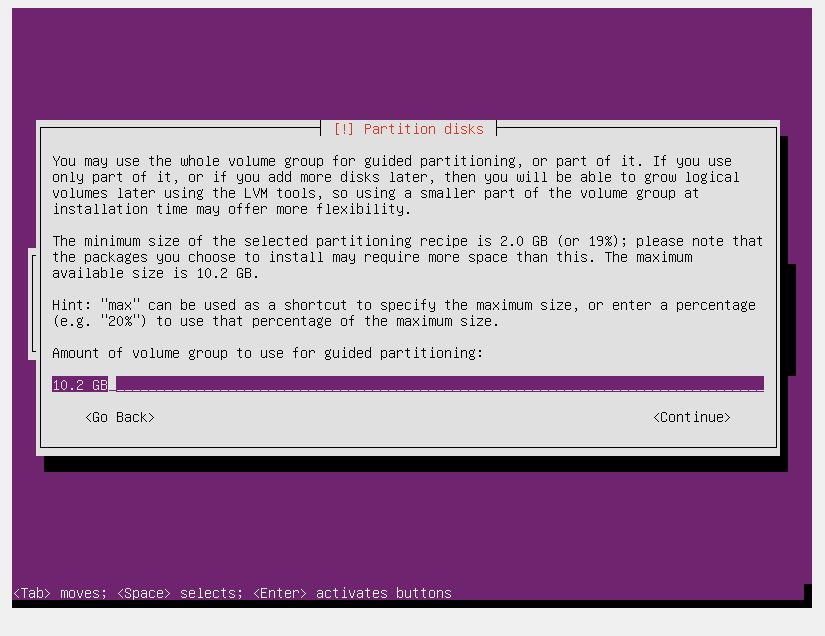 [!] Partition disks
You may use the whole volume group for guided partitioning, or part of it. If you use
only part of it, or if you add more disks later, then you will be able to grow logical
volumes later using the LVM tools, so using a smaller part of the volume group at
installation time may offer more flexibility.
The minimum size of the selected partitioning recipe is 2.0 GB (or 19%); please note that
the packages you choose to install may require more space than this. The maximum
available size is 10.2 GB.
Hint: "max" can be used as a shortcut to specify the maximum size, or enter a percentage
(e.g. "20%") to use that percentage of the maximum size.
Amount of volume group to use for guided partitioning:
10.2 GB
<Go Back> <Continue>
<Tab> moves; <Space> selects; <Enter> activates buttons